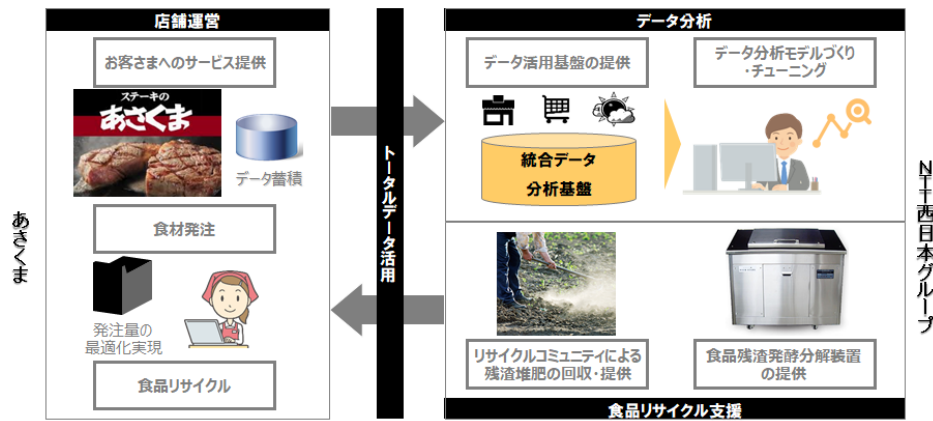 店舗運営
お客さまへのサービス提供
ステーキの
あさくま
データ蓄積
食材発注
発注量の
最適化実現
食品リサイクル
あさくま
トータルデータ活用
データ分析
データ活用基盤の提供
データ分析モデルづくり
・チューニング
統合データ
分析基盤
リサイクルコミュニティによる
残渣堆肥の回収・提供
食品残渣発酵分解装置
の提供
食品リサイクル支援
NTT西日本グループ